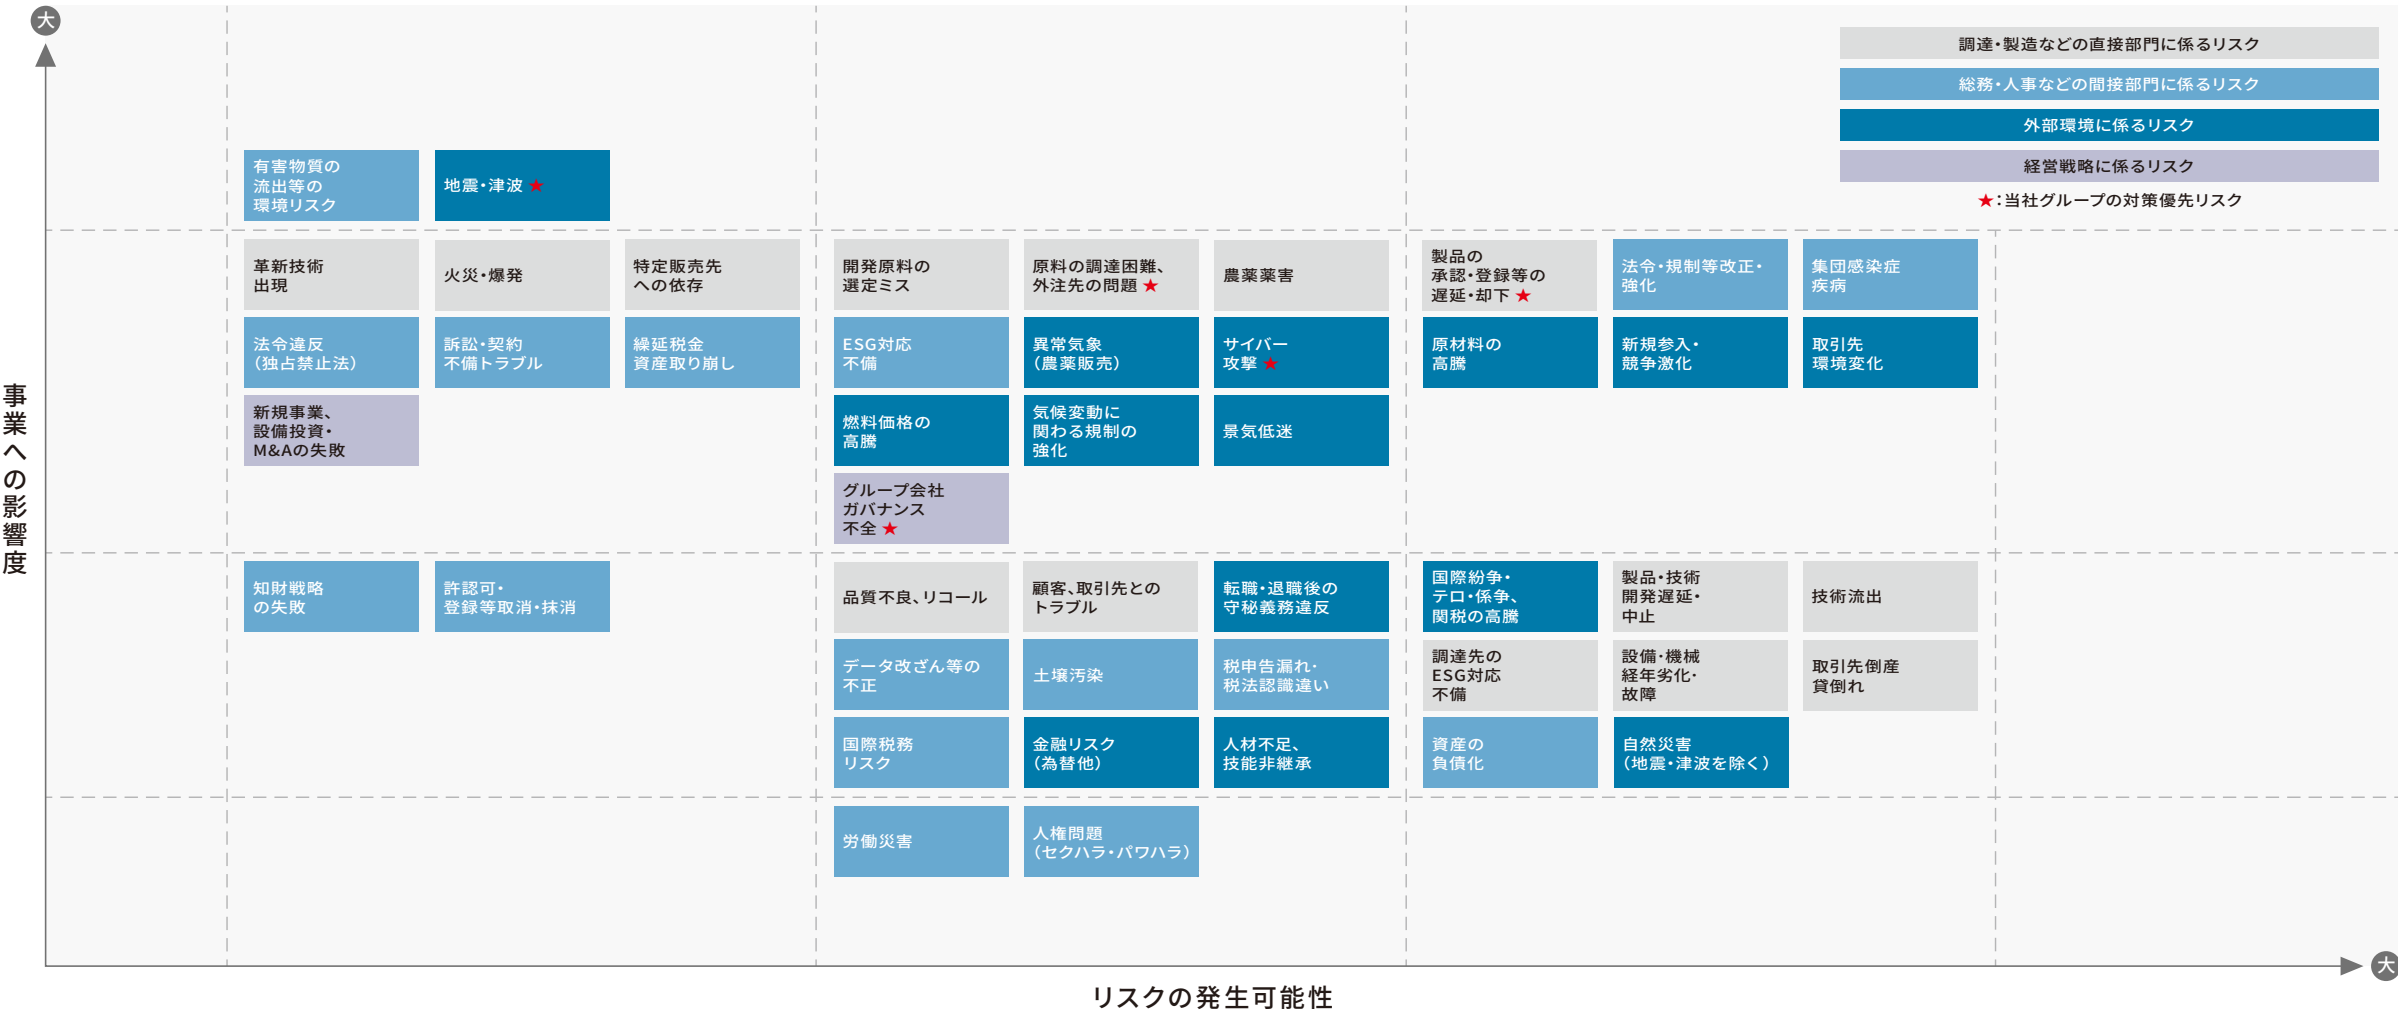 大
調達・製造などの直接部門に係るリスク
総務・人事などの間接部門に係るリスク
外部環境に係るリスク
経営戦略に係るリスク
★：当社グループの対策優先リスク
有害物質の
流出等の
環境リスク
地震・津波 ★
革新技術
出現
火災・爆発
特定販売先
への依存
開発原料の
選定ミス
原料の調達困難、
外注先の問題 ★
農薬薬害
製品の
承認・登録等の
遅延・却下 ★
法令・規制等改正・
強化
集団感染症
疾病
法令違反
（独占禁止法）
訴訟・契約
不備トラブル
繰延税金
資産取り崩し
ESG対応
不備
異常気象
（農薬販売）
サイバー
攻撃 ★
原材料の
高騰
新規参入・
競争激化
取引先
環境変化
新規事業、
設備投資・
M&Aの失敗
燃料価格の
高騰
気候変動に
関わる規制の
強化
景気低迷
グループ会社
ガバナンス
不全 ★
知財戦略
の失敗
許認可・
登録等取消・抹消
品質不良、リコール
顧客、取引先との
トラブル
転職・退職後の
守秘義務違反
国際紛争・
テロ・係争、
関税の高騰
製品・技術
開発遅延・
中止
技術流出
データ改ざん等の
不正
土壌汚染
税申告漏れ・
税法認識違い
調達先の
ESG対応
不備
設備・機械
経年劣化・
故障
取引先倒産
貸倒れ
国際税務
リスク
金融リスク
（為替他）
人材不足、
技能非継承
資産の
負債化
自然災害
（地震・津波を除く）
労働災害
人権問題
（セクハラ・パワハラ）
事業への影響度
リスクの発生可能性
大